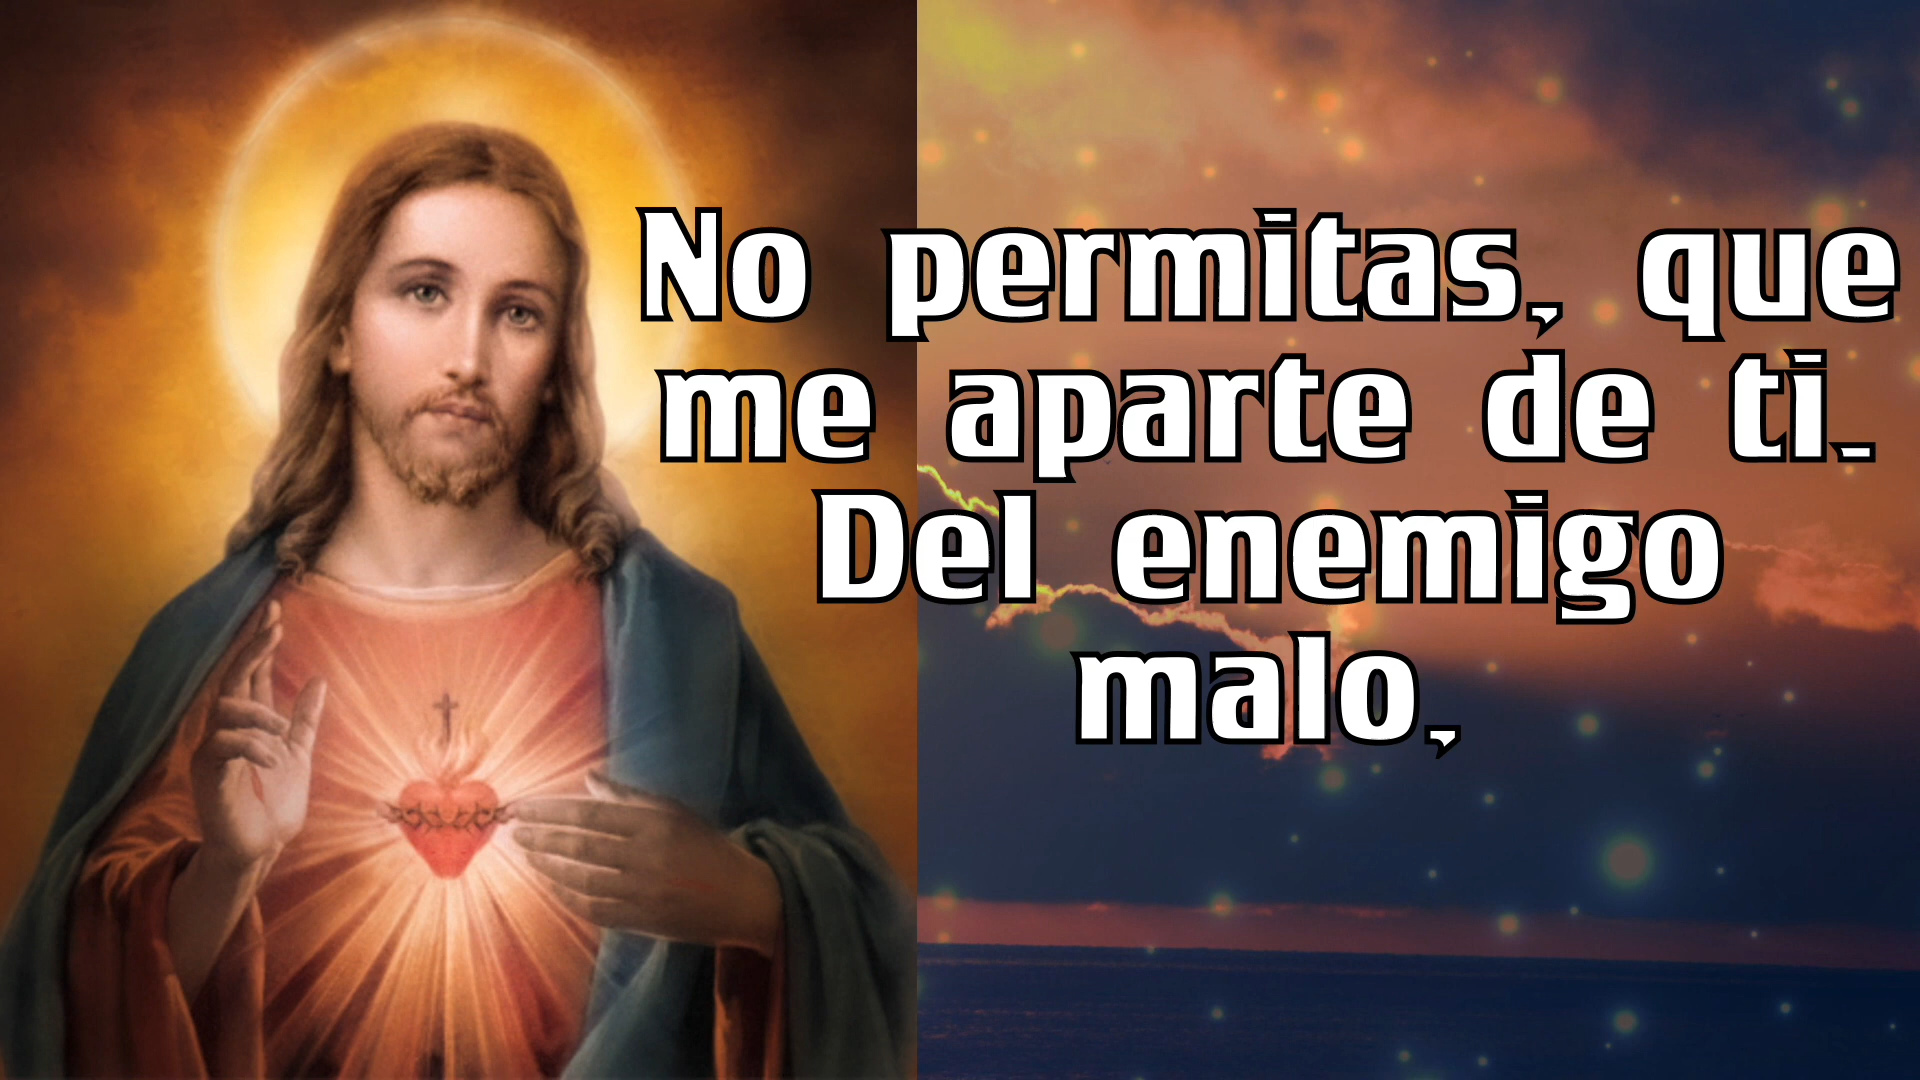 No permitas, que
me aparte de ti.
Del enemigo
malo,